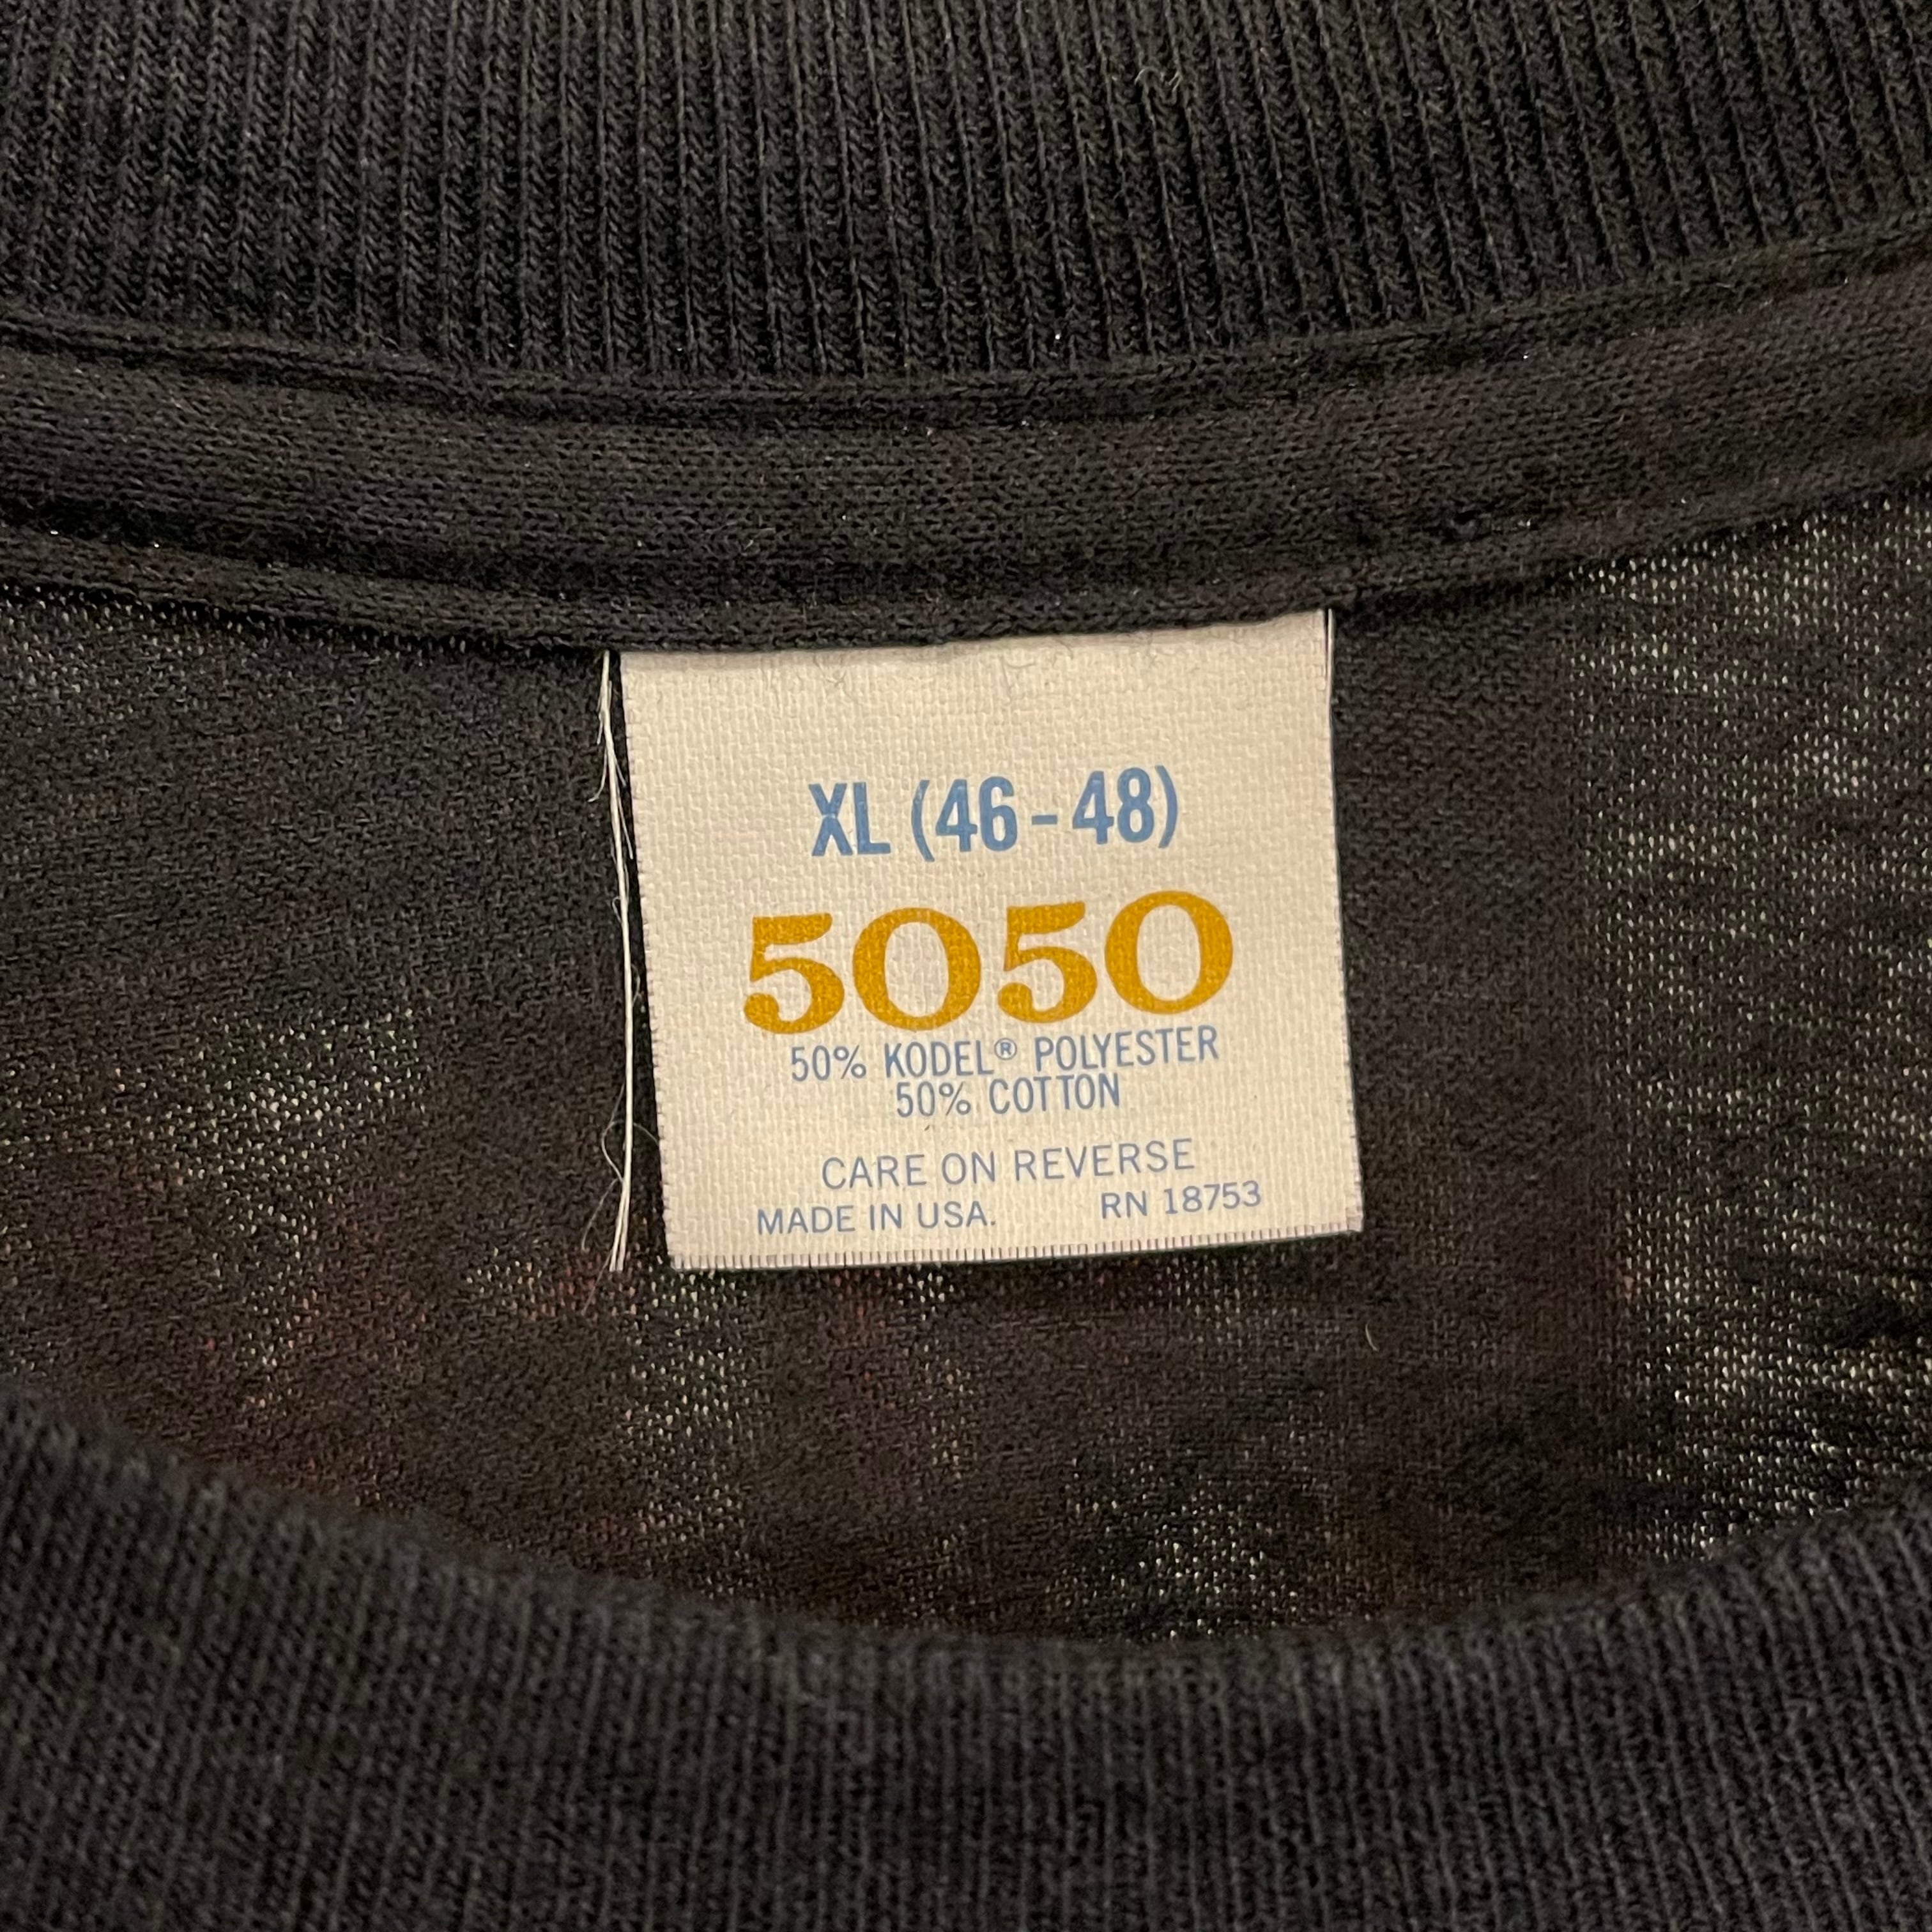 XL (46-48)
5050
50% KODEL® POLYESTER
50% COTTON
CARE ON REVERSE
MADE IN USA. RN 18753